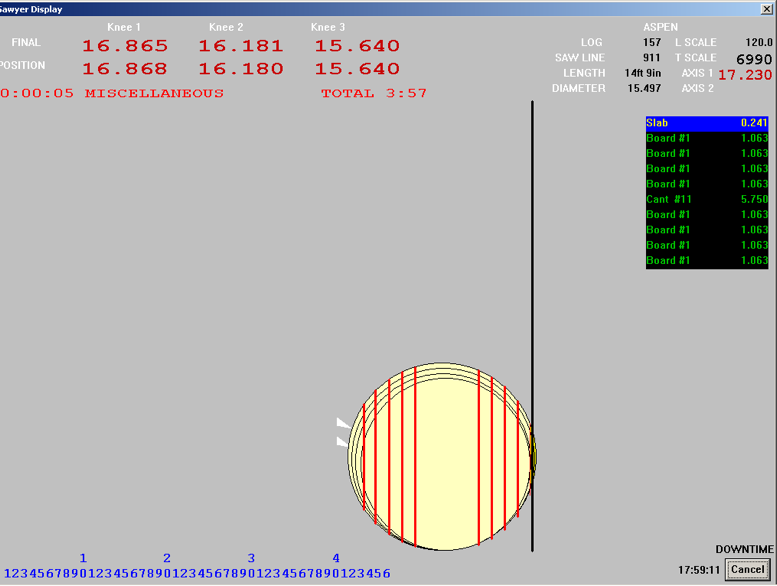 Sawyer Display
Knee 1 Knee 2 Knee 3
FINAL 16.865 16.181 15.640
POSITION 16.868 16.180 15.640
0:00:05 MISCELLANEOUS TOTAL 3:57
ASPEN
LOG 157 L SCALE 120.0
SAW LINE 911 T SCALE 6990
LENGTH 14ft 9in AXIS 1 17.230
DIAMETER 15.497 AXIS 2
Slab 0.241
Board #1 1.063
Board #1 1.063
Board #1 1.063
Board #1 1.063
Cant #11 5.750
Board #1 1.063
Board #1 1.063
Board #1 1.063
Board #1 1.063
1 2 3 4
1234567890123456789012345678901234567890123456
DOWNTIME
17:59:11 Cancel